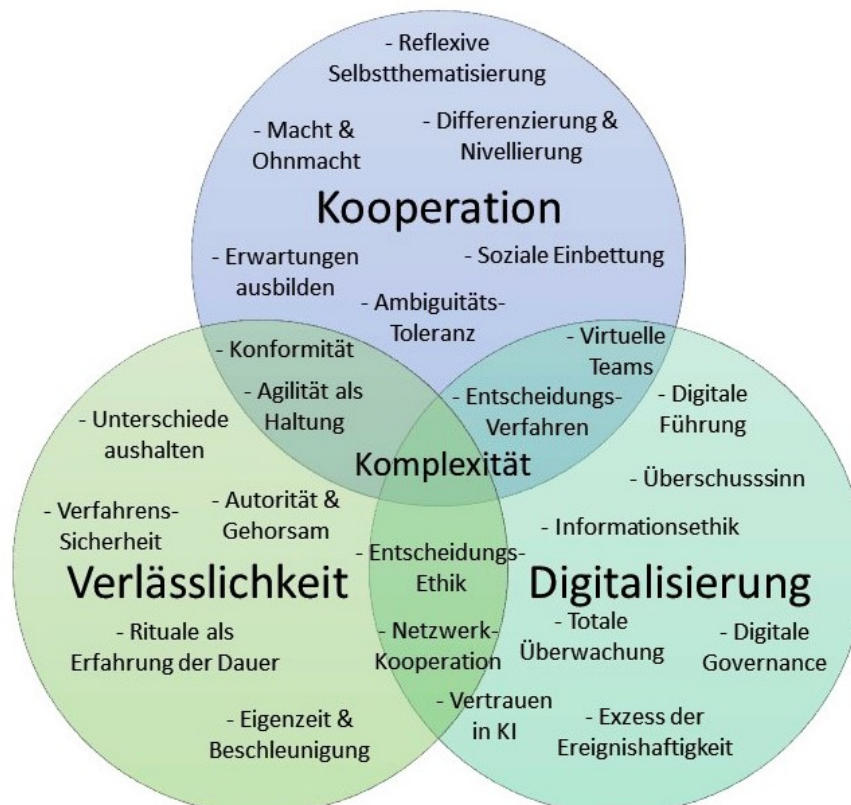 - Reflexive
Selbstthematisierung
- Macht &
Ohnmacht
- Differenzierung &
Nivellierung
Kooperation
- Erwartungen
ausbilden
- Soziale Einbettung
- Ambiguitäts-
Toleranz
- Konformität
- Agilität als
Haltung
- Virtuelle
Teams
- Entscheidungs-
Verfahren
Komplexität
- Unterschiede
aushalten
- Verfahrens-
Sicherheit
- Autorität &
Gehorsam
Verlässlichkeit
- Rituale als
Erfahrung der Dauer
- Eigenzeit &
Beschleunigung
- Entscheidungs-
Ethik
- Netzwerk-
Kooperation
- Vertrauen
in KI
- Digitale
Führung
- Überschusssinn
- Informationsethik
Digitalisierung
- Totale
Überwachung
- Digitale
Governance
- Exzess der
Ereignishaftigkeit